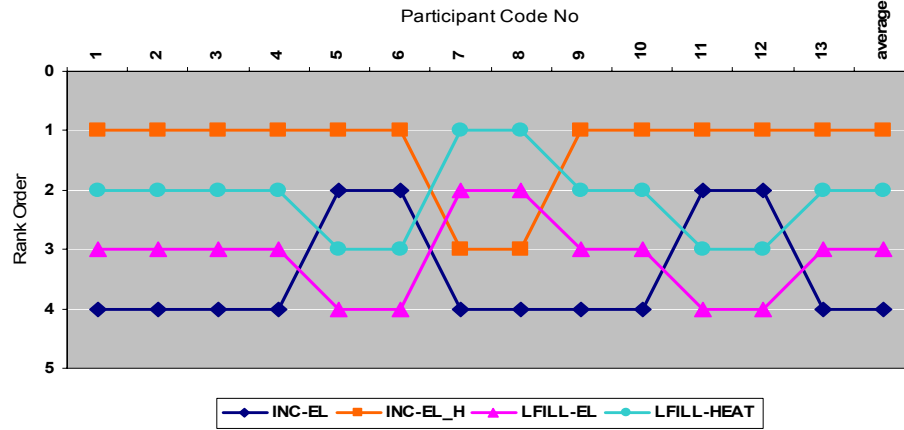 Participant Code No
1 2 3 4 5 6 7 8 9 10 11 12 13 average
0
1
2
3
4
5
Rank Order
INC-EL INC-EL_H LFILL-EL LFILL-HEAT